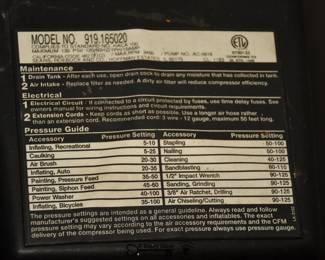 MODEL NO. 919.165020
Maintenance
1 Drain Tank - After each use, open drain cock to drain any moisture that has collected in tank.
2 Air Intake - Replace filter as needed. A dirty air filter will reduce compressor efficiency.
Electrical
1 Electrical Circuit - If connected to a circuit protected by fuses, use time delay fuses. See
owners manual for wiring instructions and circuit requirements.
2 Extension Cords - Keep cords as short as possible. Use a longer air hose rather
than extension cord. Recommended cord: 3 wire - 12 gauge, maximum 50 feet long.
Pressure Guide
Accessory Pressure Setting Accessory Pressure Setting
Inflating, Recreational 5-10 Stapling 50-100
Caulking 5-25 Nailing 50-100
Air Brush 20-30 Cleaning 40-125
Inflating, Auto 20-35 Sandblasting 60-110
Painting, Pressure Feed 35-60 1/2" Impact Wrench 90-125
Painting, Siphon Feed 45-60 Sanding, Grinding 90-125
Power Washer 40-100 3/8" Air Ratchet, Drilling 90-125
Inflating, Bicycles 35-100 Air Chiseling/Cutting 90-125
The pressure settings are intended as a general guideline. Always read and follow
manufacturer's suggested settings on all accessories and inflatables. The exact
pressure setting may vary according to the air accessory requirements and the CFM
delivery of the compressor being used. For exact pressure always use pressure gauge.